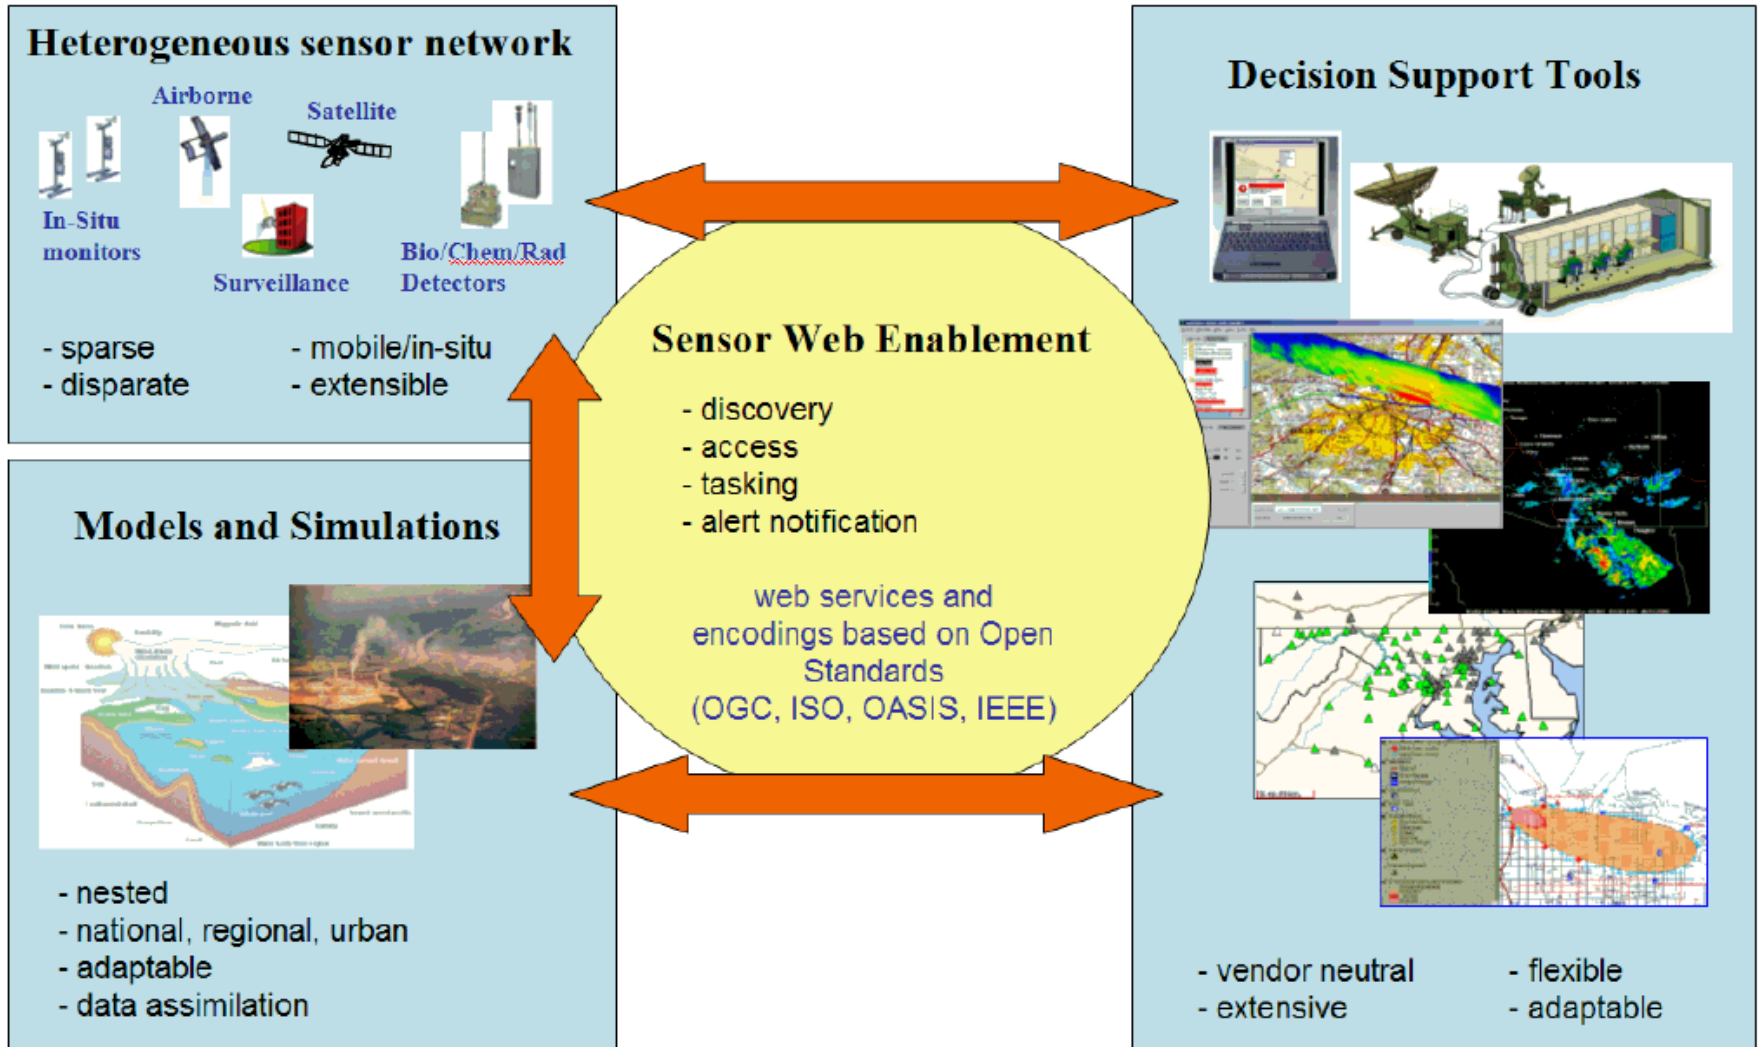 Heterogeneous sensor network
Airborne
Satellite
In-Situ
monitors
Surveillance
Bio/Chem/Rad
Detectors
- sparse
- disparate
- mobile/in-situ
- extensible
Models and Simulations
- nested
- national, regional, urban
- adaptable
- data assimilation
Sensor Web Enablement
- discovery
- access
- tasking
- alert notification
web services and
encodings based on Open
Standards
(OGC, ISO, OASIS, IEEE)
Decision Support Tools
- vendor neutral
- extensive
- flexible
- adaptable